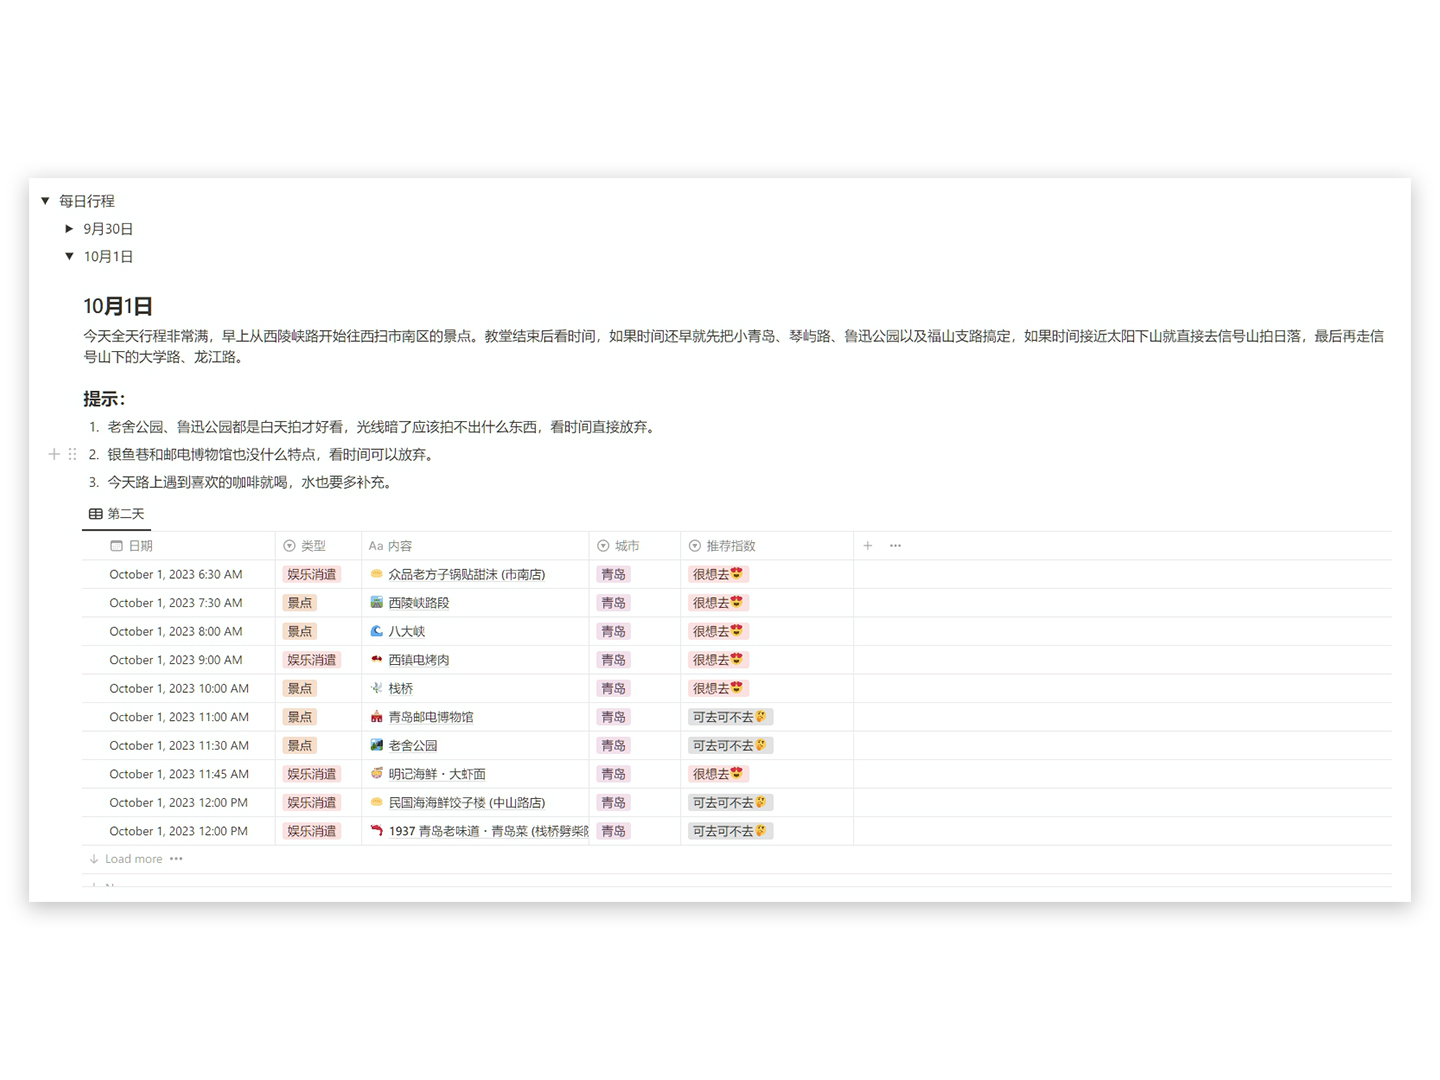 每日行程
9月30日
10月1日
10月1日
今天全天行程非常满，早上从西陵峡路开始往西扫市南区的景点。教堂结束后看时间，如果时间还早就先把小青岛、琴屿路、鲁迅公园以及福山支路搞定，如果时间接近太阳下山就直接去信号山拍日落，最后再走信
号山下的大学路、龙江路。
提示：
1. 老舍公园、鲁迅公园都是白天拍才好看，光线暗了应该拍不出什么东西，看时间直接放弃。
2. 银鱼巷和邮电博物馆也没什么特点，看时间可以放弃。
3. 今天路上遇到喜欢的咖啡就喝，水也要多补充。
第二天
日期 类型 Aa 内容 城市 推荐指数
October 1, 2023 6:30 AM 娱乐消遣 众品老方子锅贴甜沫 (市南店) 青岛 很想去😍
October 1, 2023 7:30 AM 景点 西陵峡路段 青岛 很想去😍
October 1, 2023 8:00 AM 景点 八大峡 青岛 很想去😍
October 1, 2023 9:00 AM 娱乐消遣 西镇电烤肉 青岛 很想去😍
October 1, 2023 10:00 AM 景点 栈桥 青岛 很想去😍
October 1, 2023 11:00 AM 景点 青岛邮电博物馆 青岛 可去可不去🤔
October 1, 2023 11:30 AM 景点 老舍公园 青岛 可去可不去🤔
October 1, 2023 11:45 AM 娱乐消遣 明记海鲜·大虾面 青岛 很想去😍
October 1, 2023 12:00 PM 娱乐消遣 民国海海鲜饺子楼 (中山路店) 青岛 可去可不去🤔
October 1, 2023 12:00 PM 娱乐消遣 1937 青岛老味道·青岛菜 (栈桥劈柴 青岛 可去可不去🤔
Load more